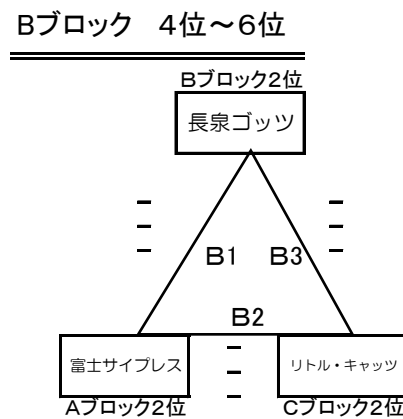 Bブロック　4位～6位
Bブロック2位
長泉ゴッツ
B1
B3
B2
富士サイプレス
リトル・キャッツ
Aブロック2位
Cブロック2位